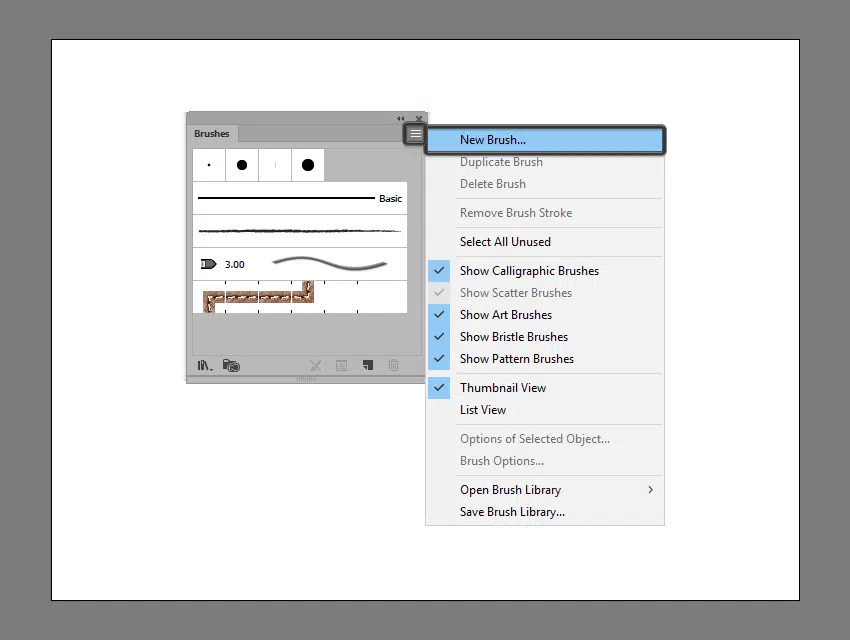 Brushes
Basic
3.00
New Brush...
Duplicate Brush
Delete Brush
Remove Brush Stroke
Select All Unused
Show Calligraphic Brushes
Show Scatter Brushes
Show Art Brushes
Show Bristle Brushes
Show Pattern Brushes
Thumbnail View
List View
Options of Selected Object...
Brush Options...
Open Brush Library
Save Brush Library...